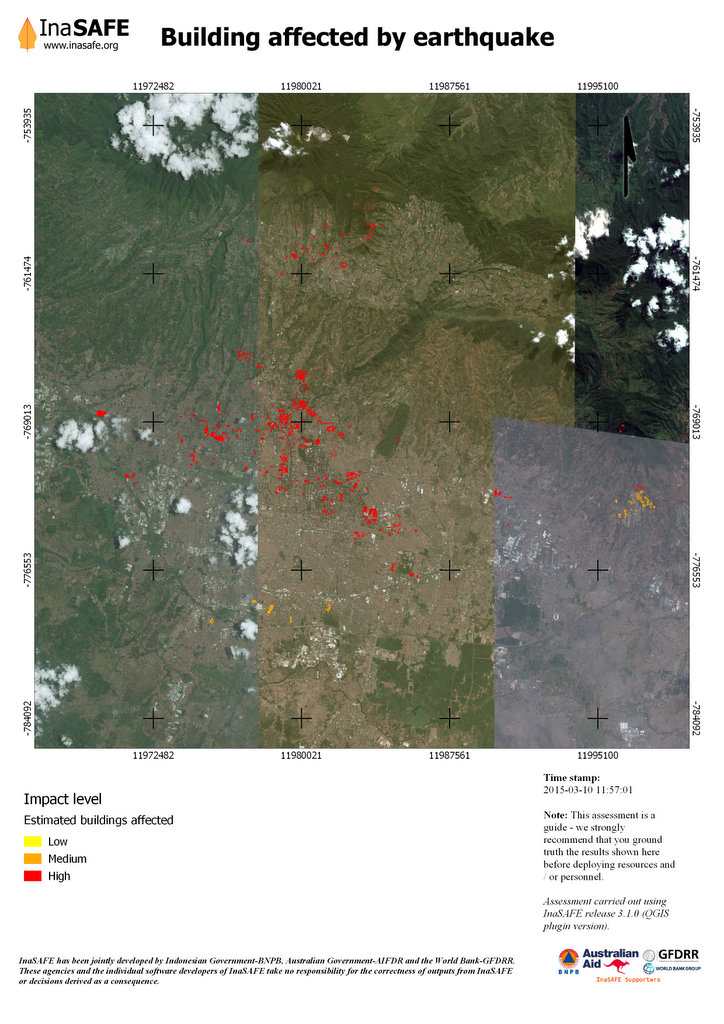 InaSAFE
www.inasafe.org
Building affected by earthquake
11972482 11980021 11987561 11995100
-753935 -753935
-761474 -761474
-769013 -769013
-776553 -776553
-784092 -784092
11972482 11980021 11987561 11995100
Impact level
Estimated buildings affected
Low
Medium
High
Time stamp:
2015-03-10 11:57:01
Note: This assessment is a
guide - we strongly
recommend that you ground
truth the results shown here
before deploying resources and
/ or personnel.
Assessment carried out using
InaSAFE release 3.1.0 (QGIS
plugin version).
InaSAFE has been jointly developed by Indonesian Government-BNPB, Australian Government-AIFDR and the World Bank-GFDRR.
These agencies and the individual software developers of InaSAFE take no responsibility for the correctness of outputs from InaSAFE
or decisions derived as a consequence.
BNPB
Australian
Aid
GFDRR
WORLD BANK GROUP
InaSAFE Supporters